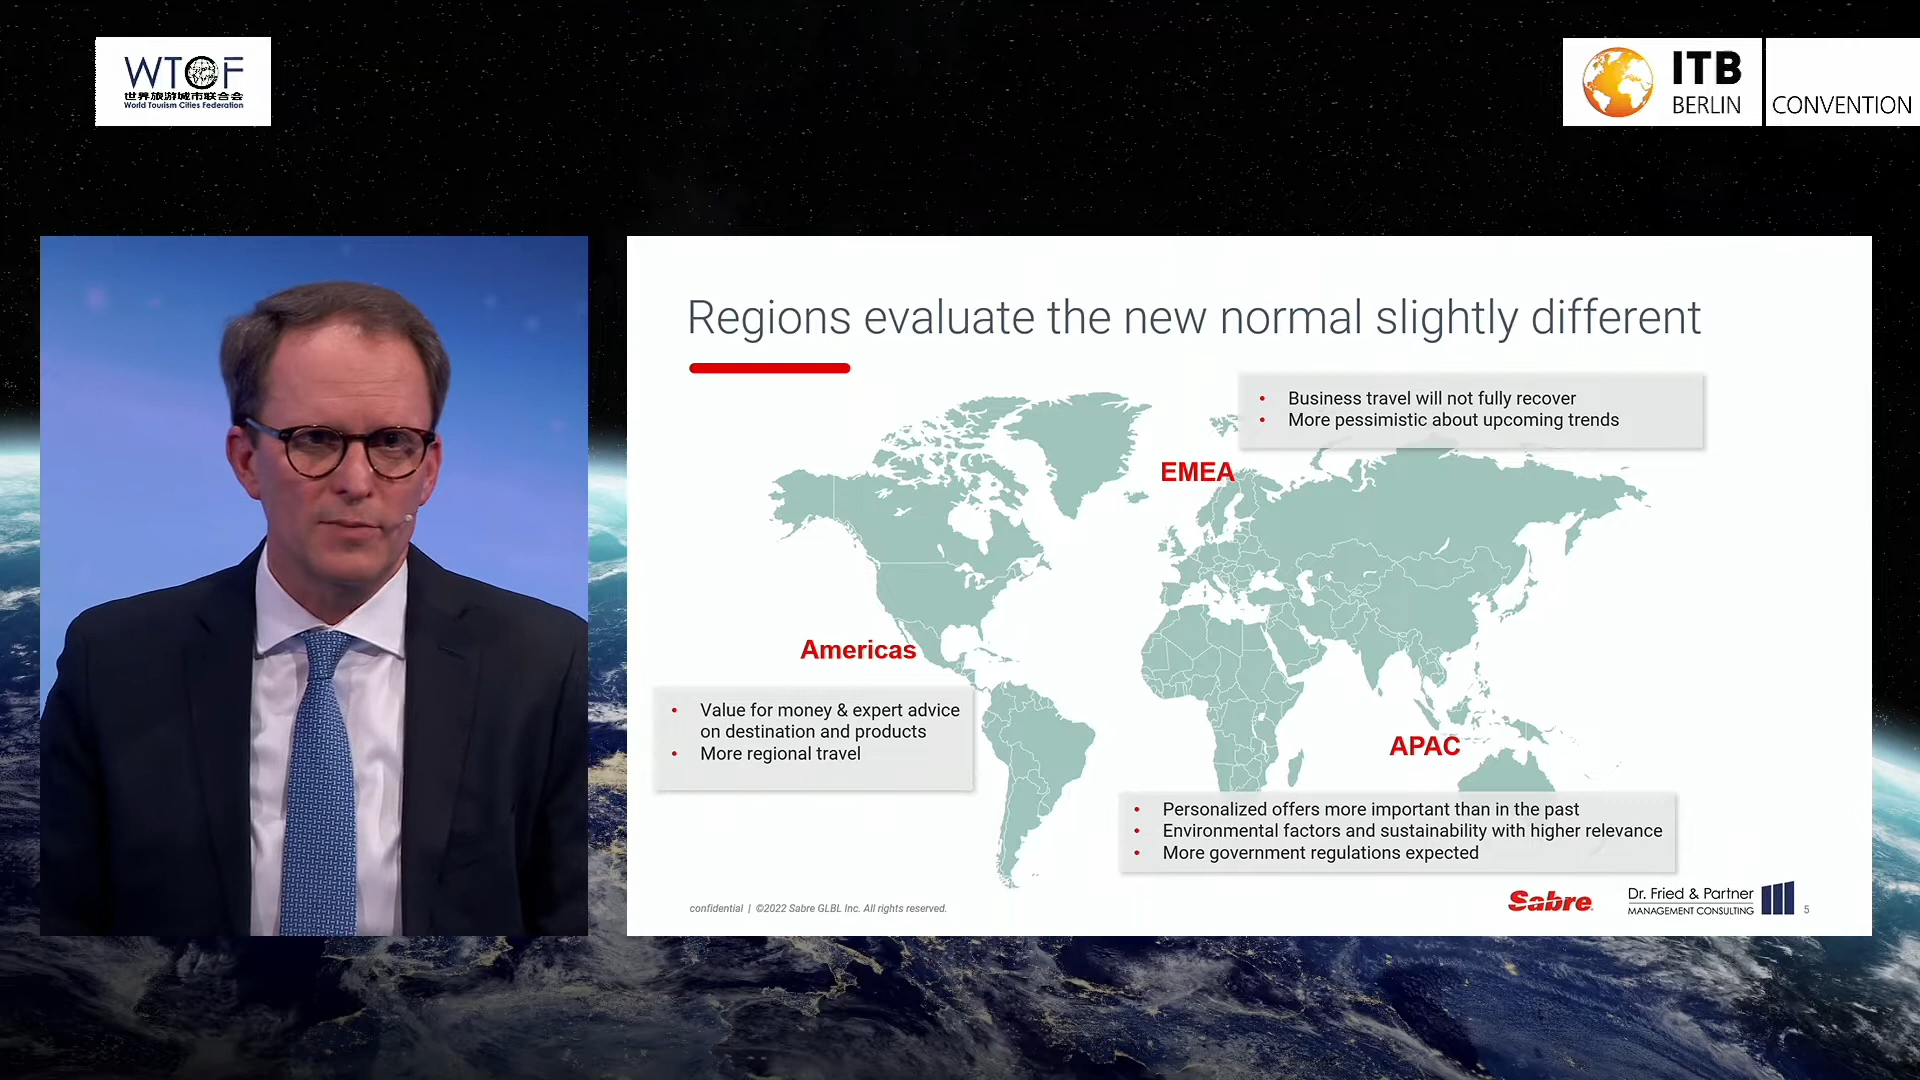 WTCF
世界旅游城市联合会
World Tourism Cities Federation
ITB
BERLIN
CONVENTION
Regions evaluate the new normal slightly different
• Business travel will not fully recover
• More pessimistic about upcoming trends
EMEA
Americas
• Value for money & expert advice
on destination and products
• More regional travel
APAC
• Personalized offers more important than in the past
• Environmental factors and sustainability with higher relevance
• More government regulations expected
confidential | ©2022 Sabre GLBL Inc. All rights reserved.
Sabre
Dr. Fried & Partner
MANAGEMENT CONSULTING
5